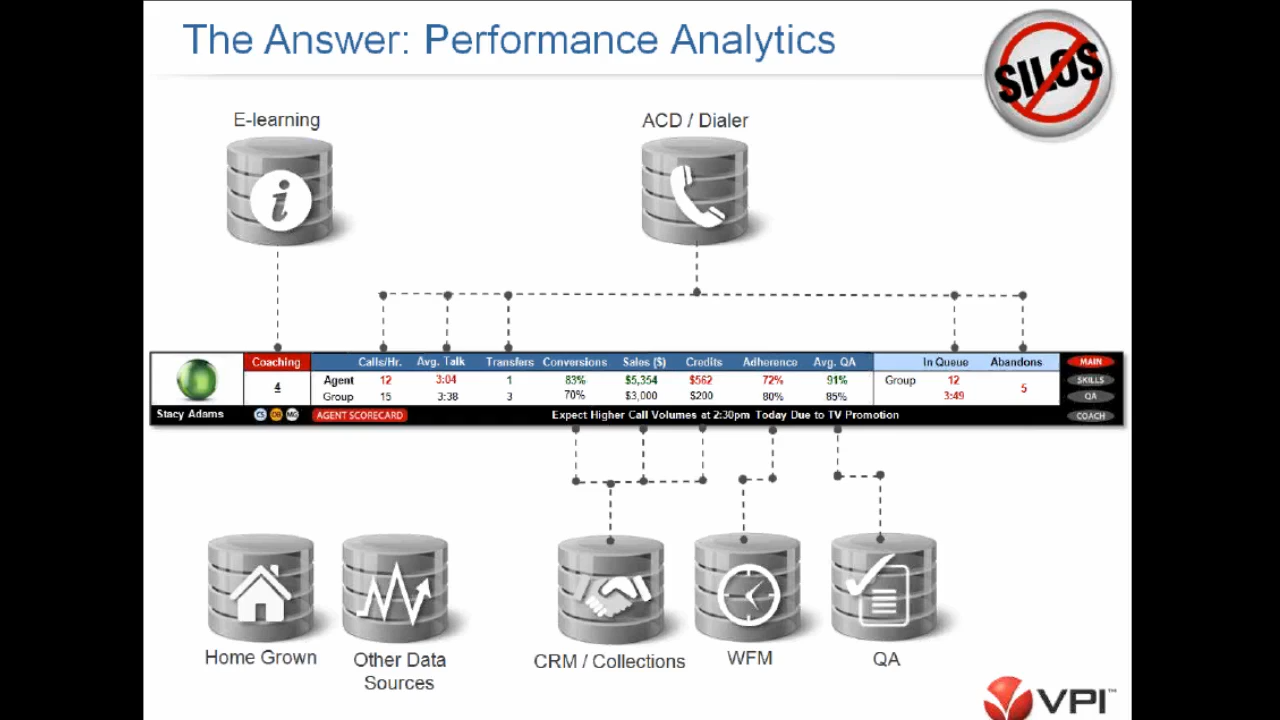 The Answer: Performance Analytics
SILOS
E-learning
ACD / Dialer
Coaching Calls/Hr. Avg. Talk Transfers Conversions Sales ($) Credits Adherence Avg. QA In Queue Abandons MAIN
4 Agent 12 3:04 1 83% $5,354 $562 72% 91% Group 12 5 SKILLS
Group 15 3:38 3 70% $3,000 $200 80% 85% 3:49 QA
Stacy Adams CS OB MG AGENT SCORECARD Expect Higher Call Volumes at 2:30pm Today Due to TV Promotion COACH
Home Grown
Other Data
Sources
CRM / Collections
WFM
QA
VPI™